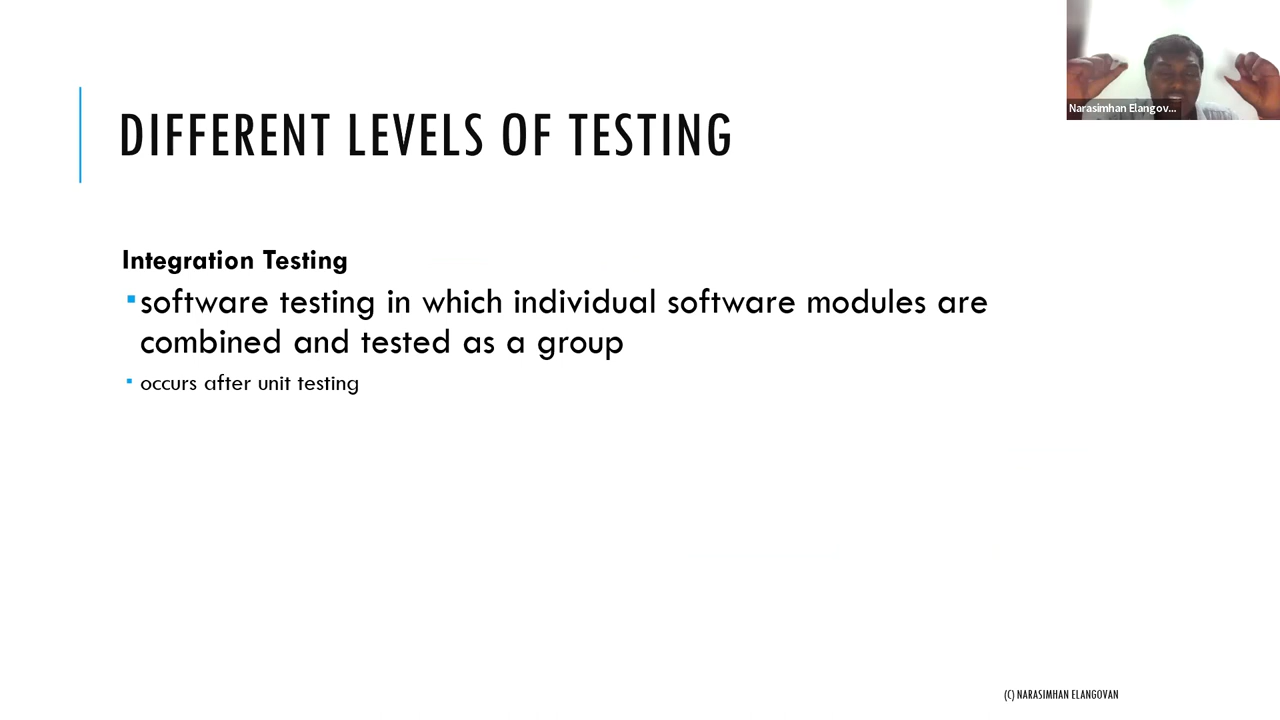 Narasimhan Elangov...
DIFFERENT LEVELS OF TESTING
Integration Testing
software testing in which individual software modules are
combined and tested as a group
occurs after unit testing
(C) NARASIMHAN ELANGOVAN